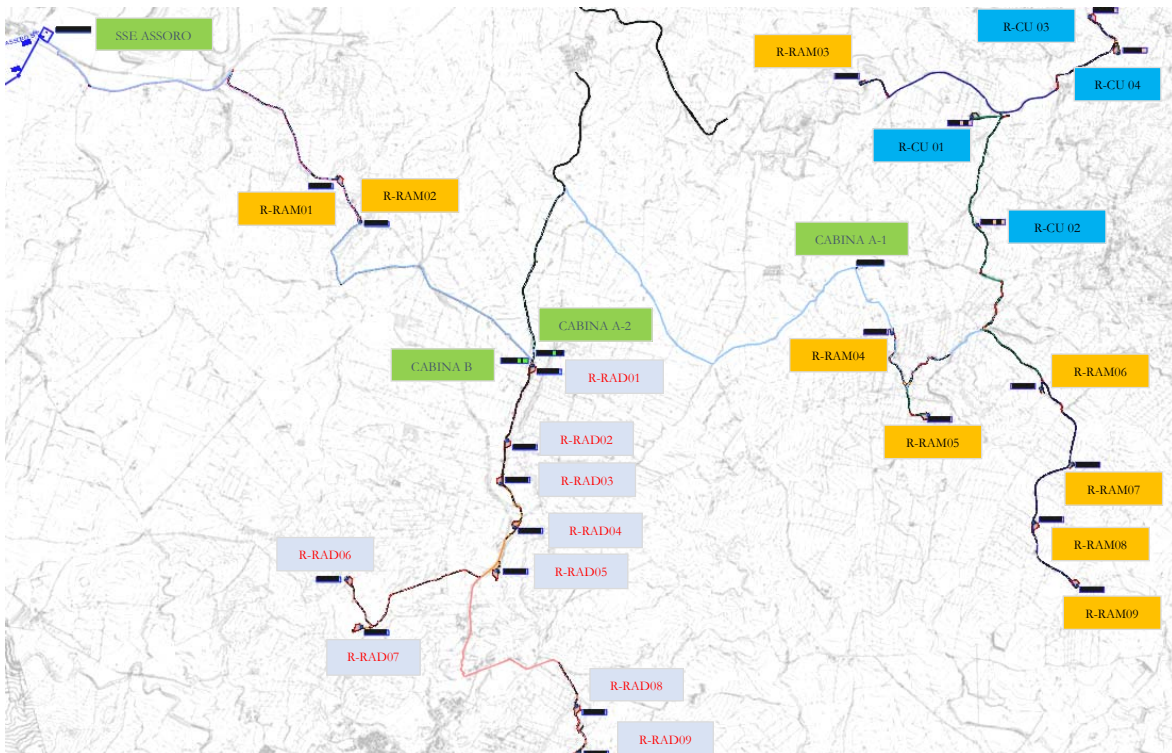 SSE ASSORO
R-CU 03
R-RAM03
R-CU 04
R-CU 01
R-RAM02
R-RAM01
R-CU 02
CABINA A-1
CABINA A-2
R-RAM04
CABINA B
R-RAD01
R-RAM06
R-RAD02
R-RAM05
R-RAD03
R-RAM07
R-RAD04
R-RAM08
R-RAD06
R-RAD05
R-RAM09
R-RAD07
R-RAD08
R-RAD09